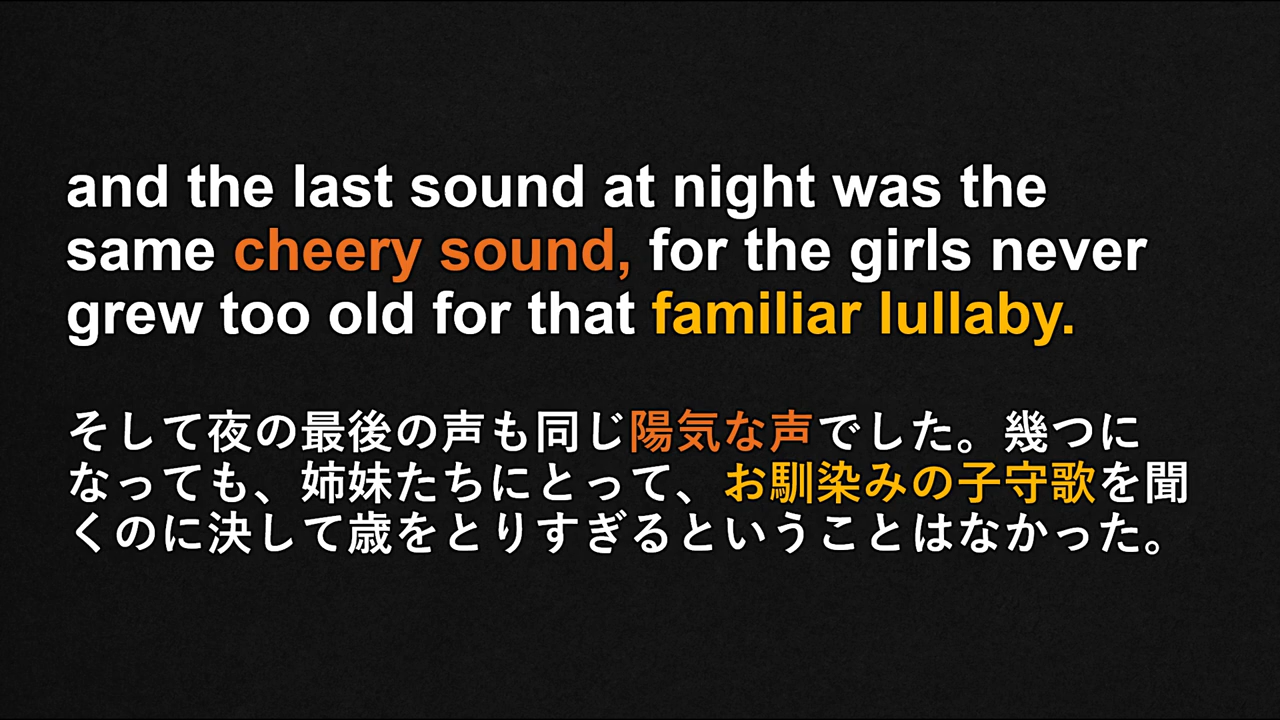 and the last sound at night was the
same cheery sound, for the girls never
grew too old for that familiar lullaby.
そして夜の最後の声も同じ陽気な声でした。幾つに
なっても、姉妹たちにとって、お馴染みの子守歌を聞
くのに決して歳をとりすぎるということはなかった。